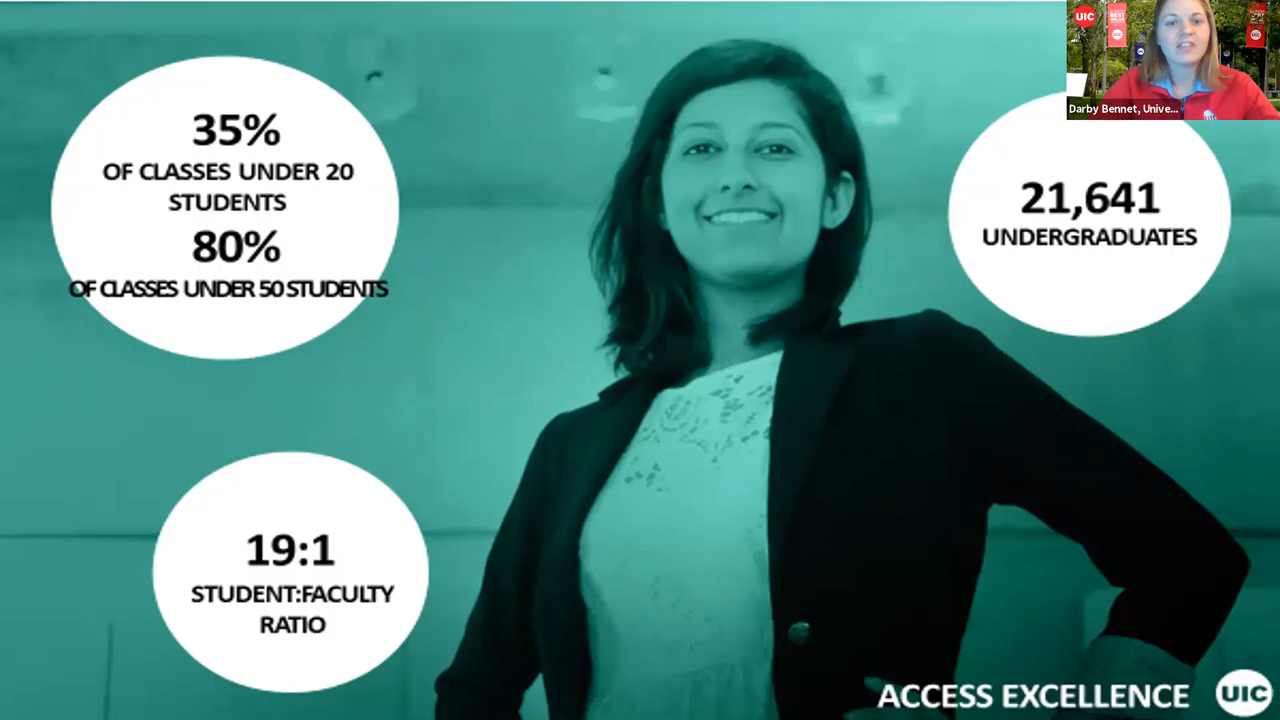 35%
OF CLASSES UNDER 20
STUDENTS
80%
OF CLASSES UNDER 50 STUDENTS
21,641
UNDERGRADUATES
19:1
STUDENT:FACULTY
RATIO
ACCESS EXCELLENCE
UIC
UIC
Darby Bennet, Unive...